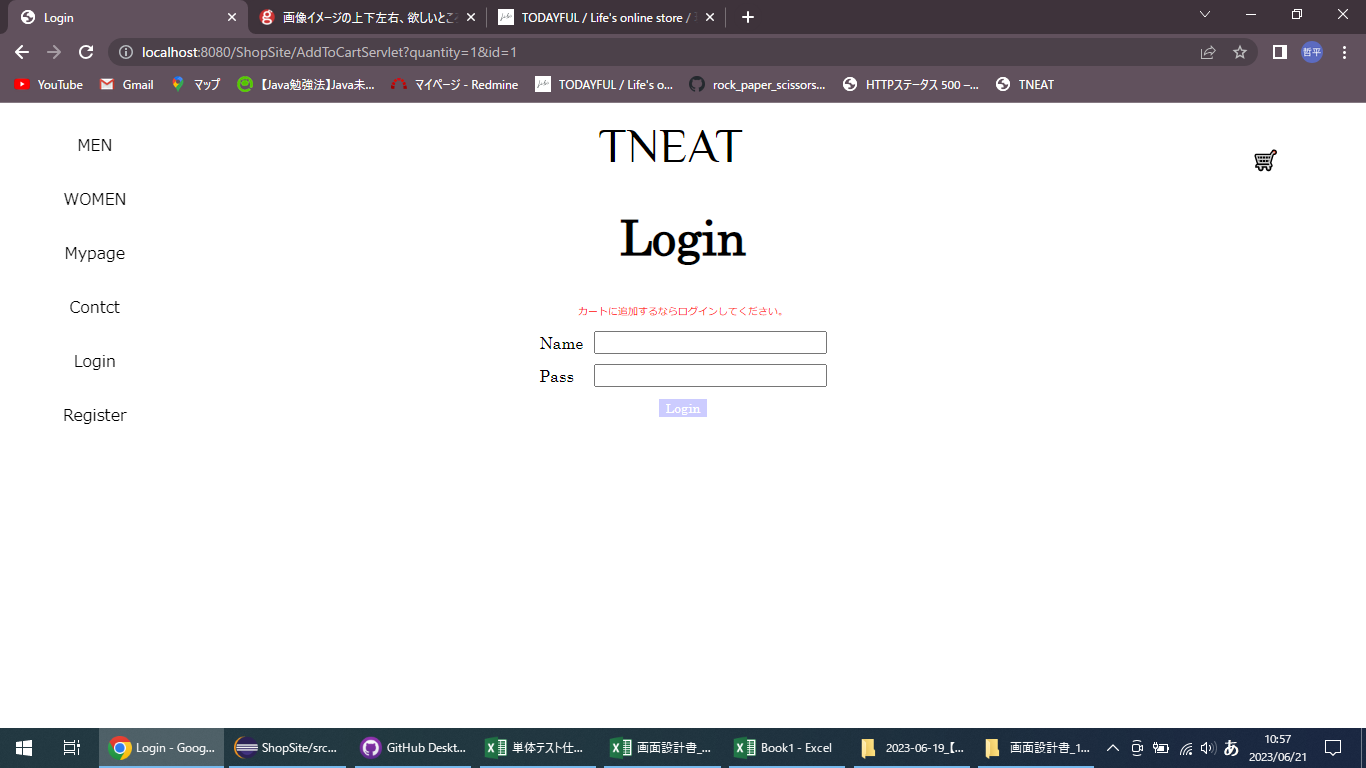 Login
画像イメージの上下左右、欲しいとこ
TODAYFUL / Life's online store /
localhost:8080/ShopSite/AddToCartServlet?quantity=1&id=1
哲平
YouTube
Gmail
マップ
【Java勉強法】Java未...
マイページ - Redmine
TODAYFUL / Life's o...
rock_paper_scissors...
HTTPステータス 500 –...
TNEAT
MEN
WOMEN
Mypage
Contct
Login
Register
TNEAT
Login
カートに追加するならログインしてください。
Name
Pass
Login
Login - Goog...
ShopSite/src...
GitHub Deskt...
単体テスト仕...
画面設計書_...
Book1 - Excel
2023-06-19_【...
画面設計書_1...
あ
10:57
2023/06/21